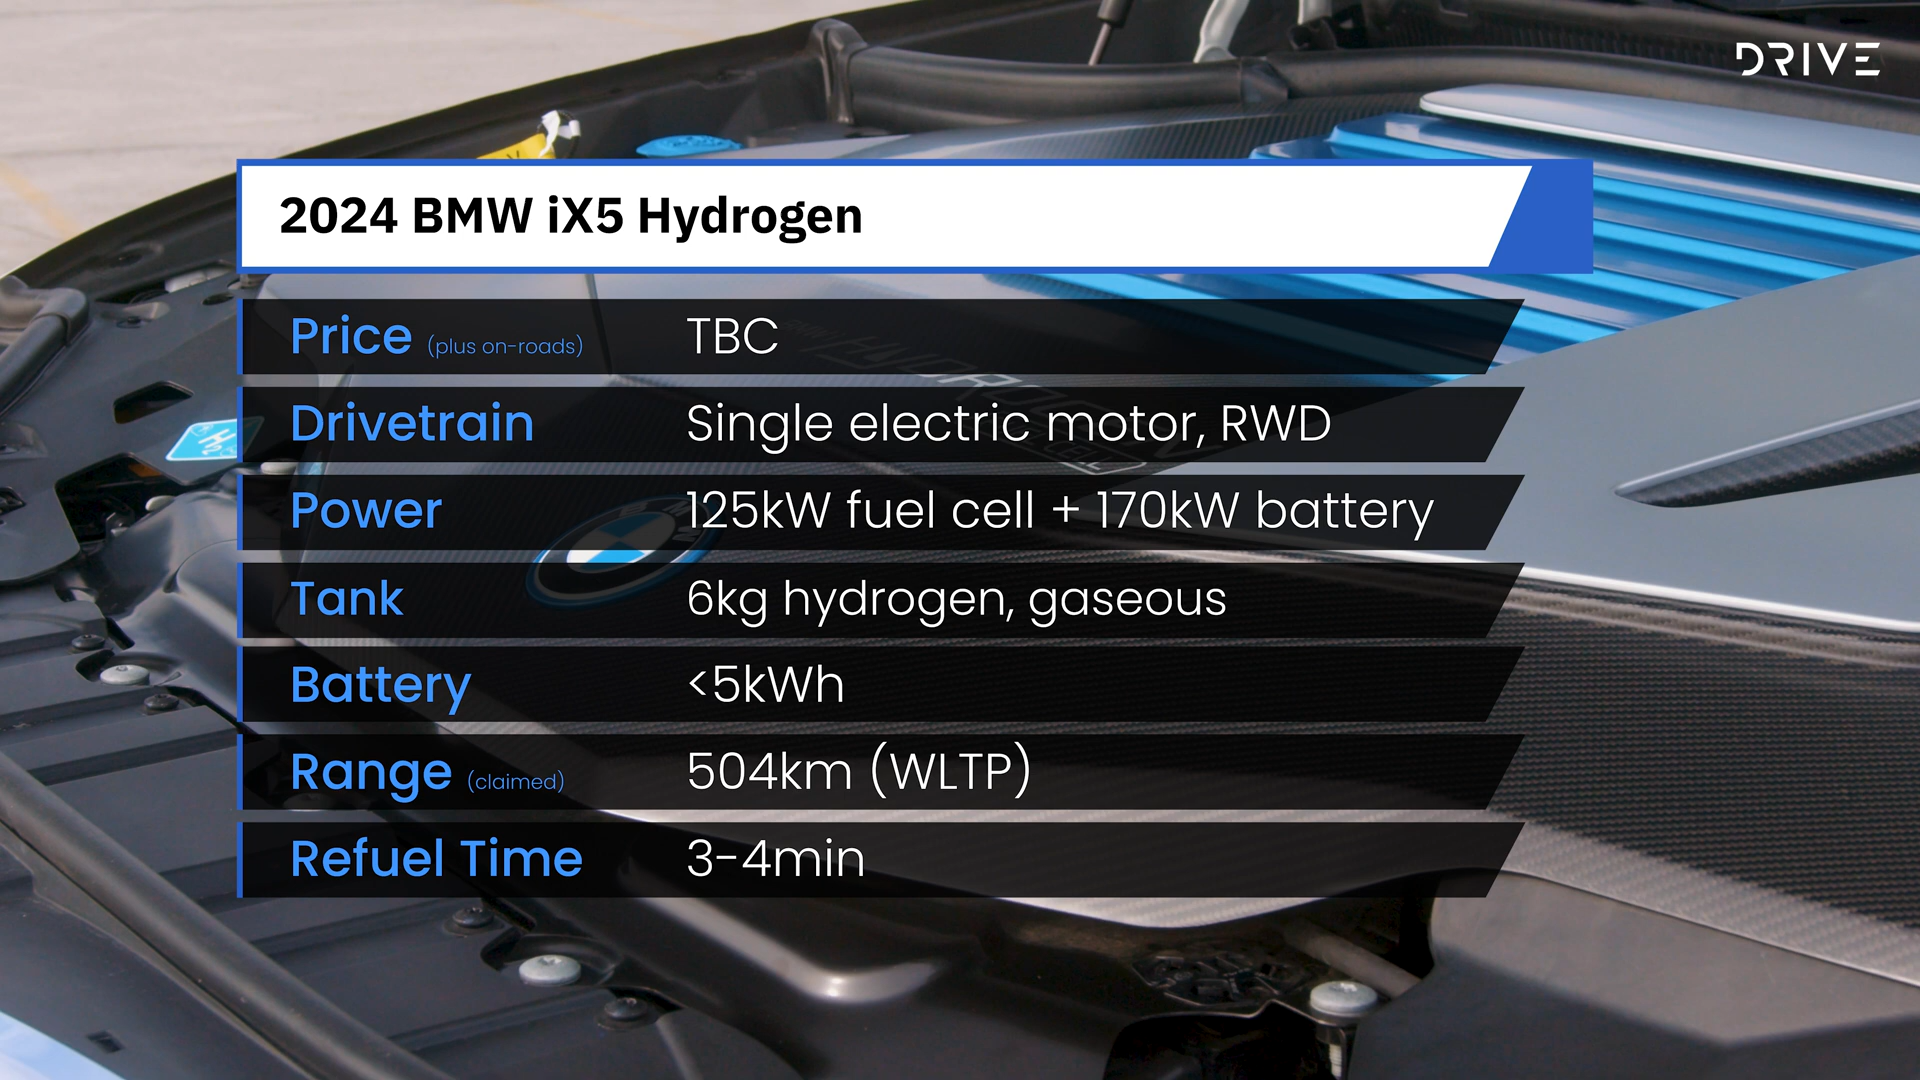 DRIVE
2024 BMW iX5 Hydrogen
Price (plus on-roads) TBC
Drivetrain Single electric motor, RWD
Power 125kW fuel cell + 170kW battery
Tank 6kg hydrogen, gaseous
Battery <5kWh
Range (claimed) 504km (WLTP)
Refuel Time 3-4min
H2